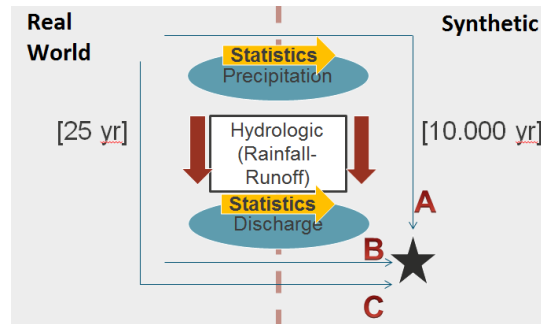 Real
World
Synthetic
Statistics
Precipitation
[25 yr]
Hydrologic
(Rainfall-
Runoff)
[10.000 yr]
Statistics
Discharge
A
B
C